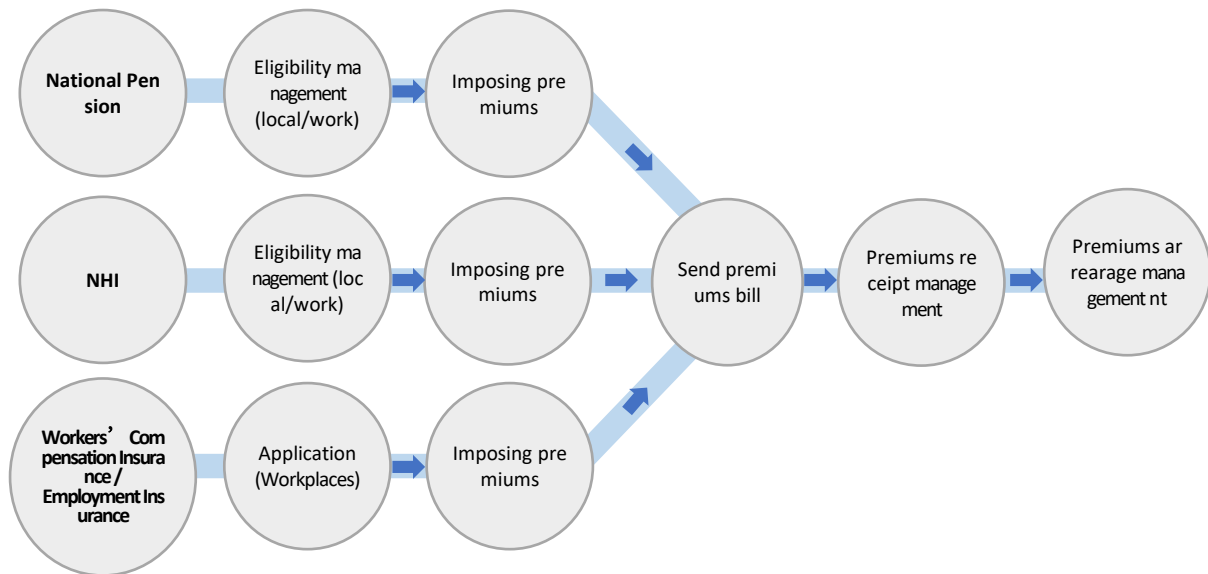 National Pen
sion
Eligibility ma
nagement
(local/work)
Imposing pre
miums
NHI
Eligibility ma
nagement (loc
al/work)
Imposing pre
miums
Send premi
ums bill
Premiums re
ceipt manage
ment
Premiums ar
rearage mana
gement nt
Workers’ Com
pensation Insura
nce /
Employment Ins
urance
Application
(Workplaces)
Imposing pre
miums